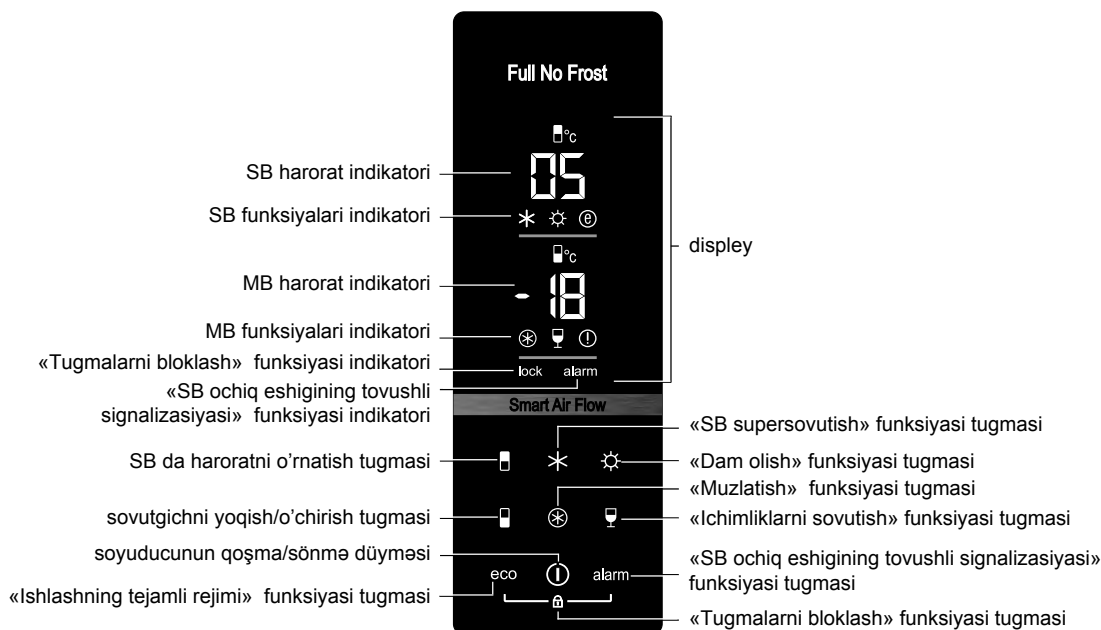 Full No Frost
°c
05
SB harorat indikatori
SB funksiyalari indikatori
e
displey
°c
MB harorat indikatori
- 18
MB funksiyalari indikatori
«Tugmalarni bloklash» funksiyasi indikatori
lock alarm
«SB ochiq eshigining tovushli
signalizasiyasi» funksiyasi indikatori
Smart Air Flow
«SB supersovutish» funksiyasi tugmasi
SB da haroratni o’rnatish tugmasi
«Dam olish» funksiyasi tugmasi
«Muzlatish» funksiyasi tugmasi
sovutgichni yoqish/o’chirish tugmasi
«Ichimliklarni sovutish» funksiyasi tugmasi
soyuducunun qoşma/sönmə düyməsi
«SB ochiq eshigining tovushli signalizasiyasi»
funksiyasi tugmasi
eco alarm
«Ishlashning tejamli rejimi» funksiyasi tugmasi
«Tugmalarni bloklash» funksiyasi tugmasi